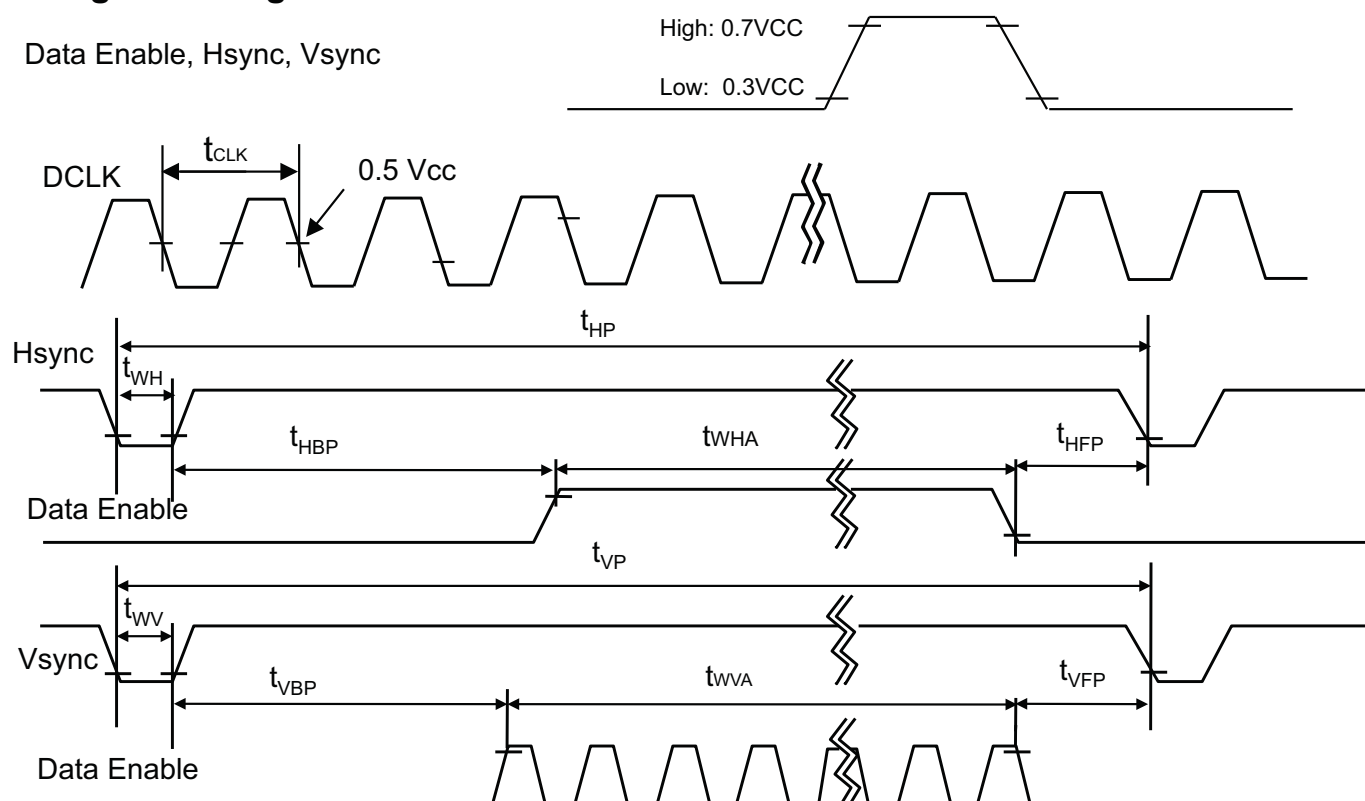 Data Enable, Hsync, Vsync
High: 0.7VCC
Low: 0.3VCC
DCLK
tCLK
0.5 Vcc
tHP
Hsync
tWH
tHBP
tWHA
tHFP
Data Enable
tVP
tWV
Vsync
tVBP
tWVA
tVFP
Data Enable